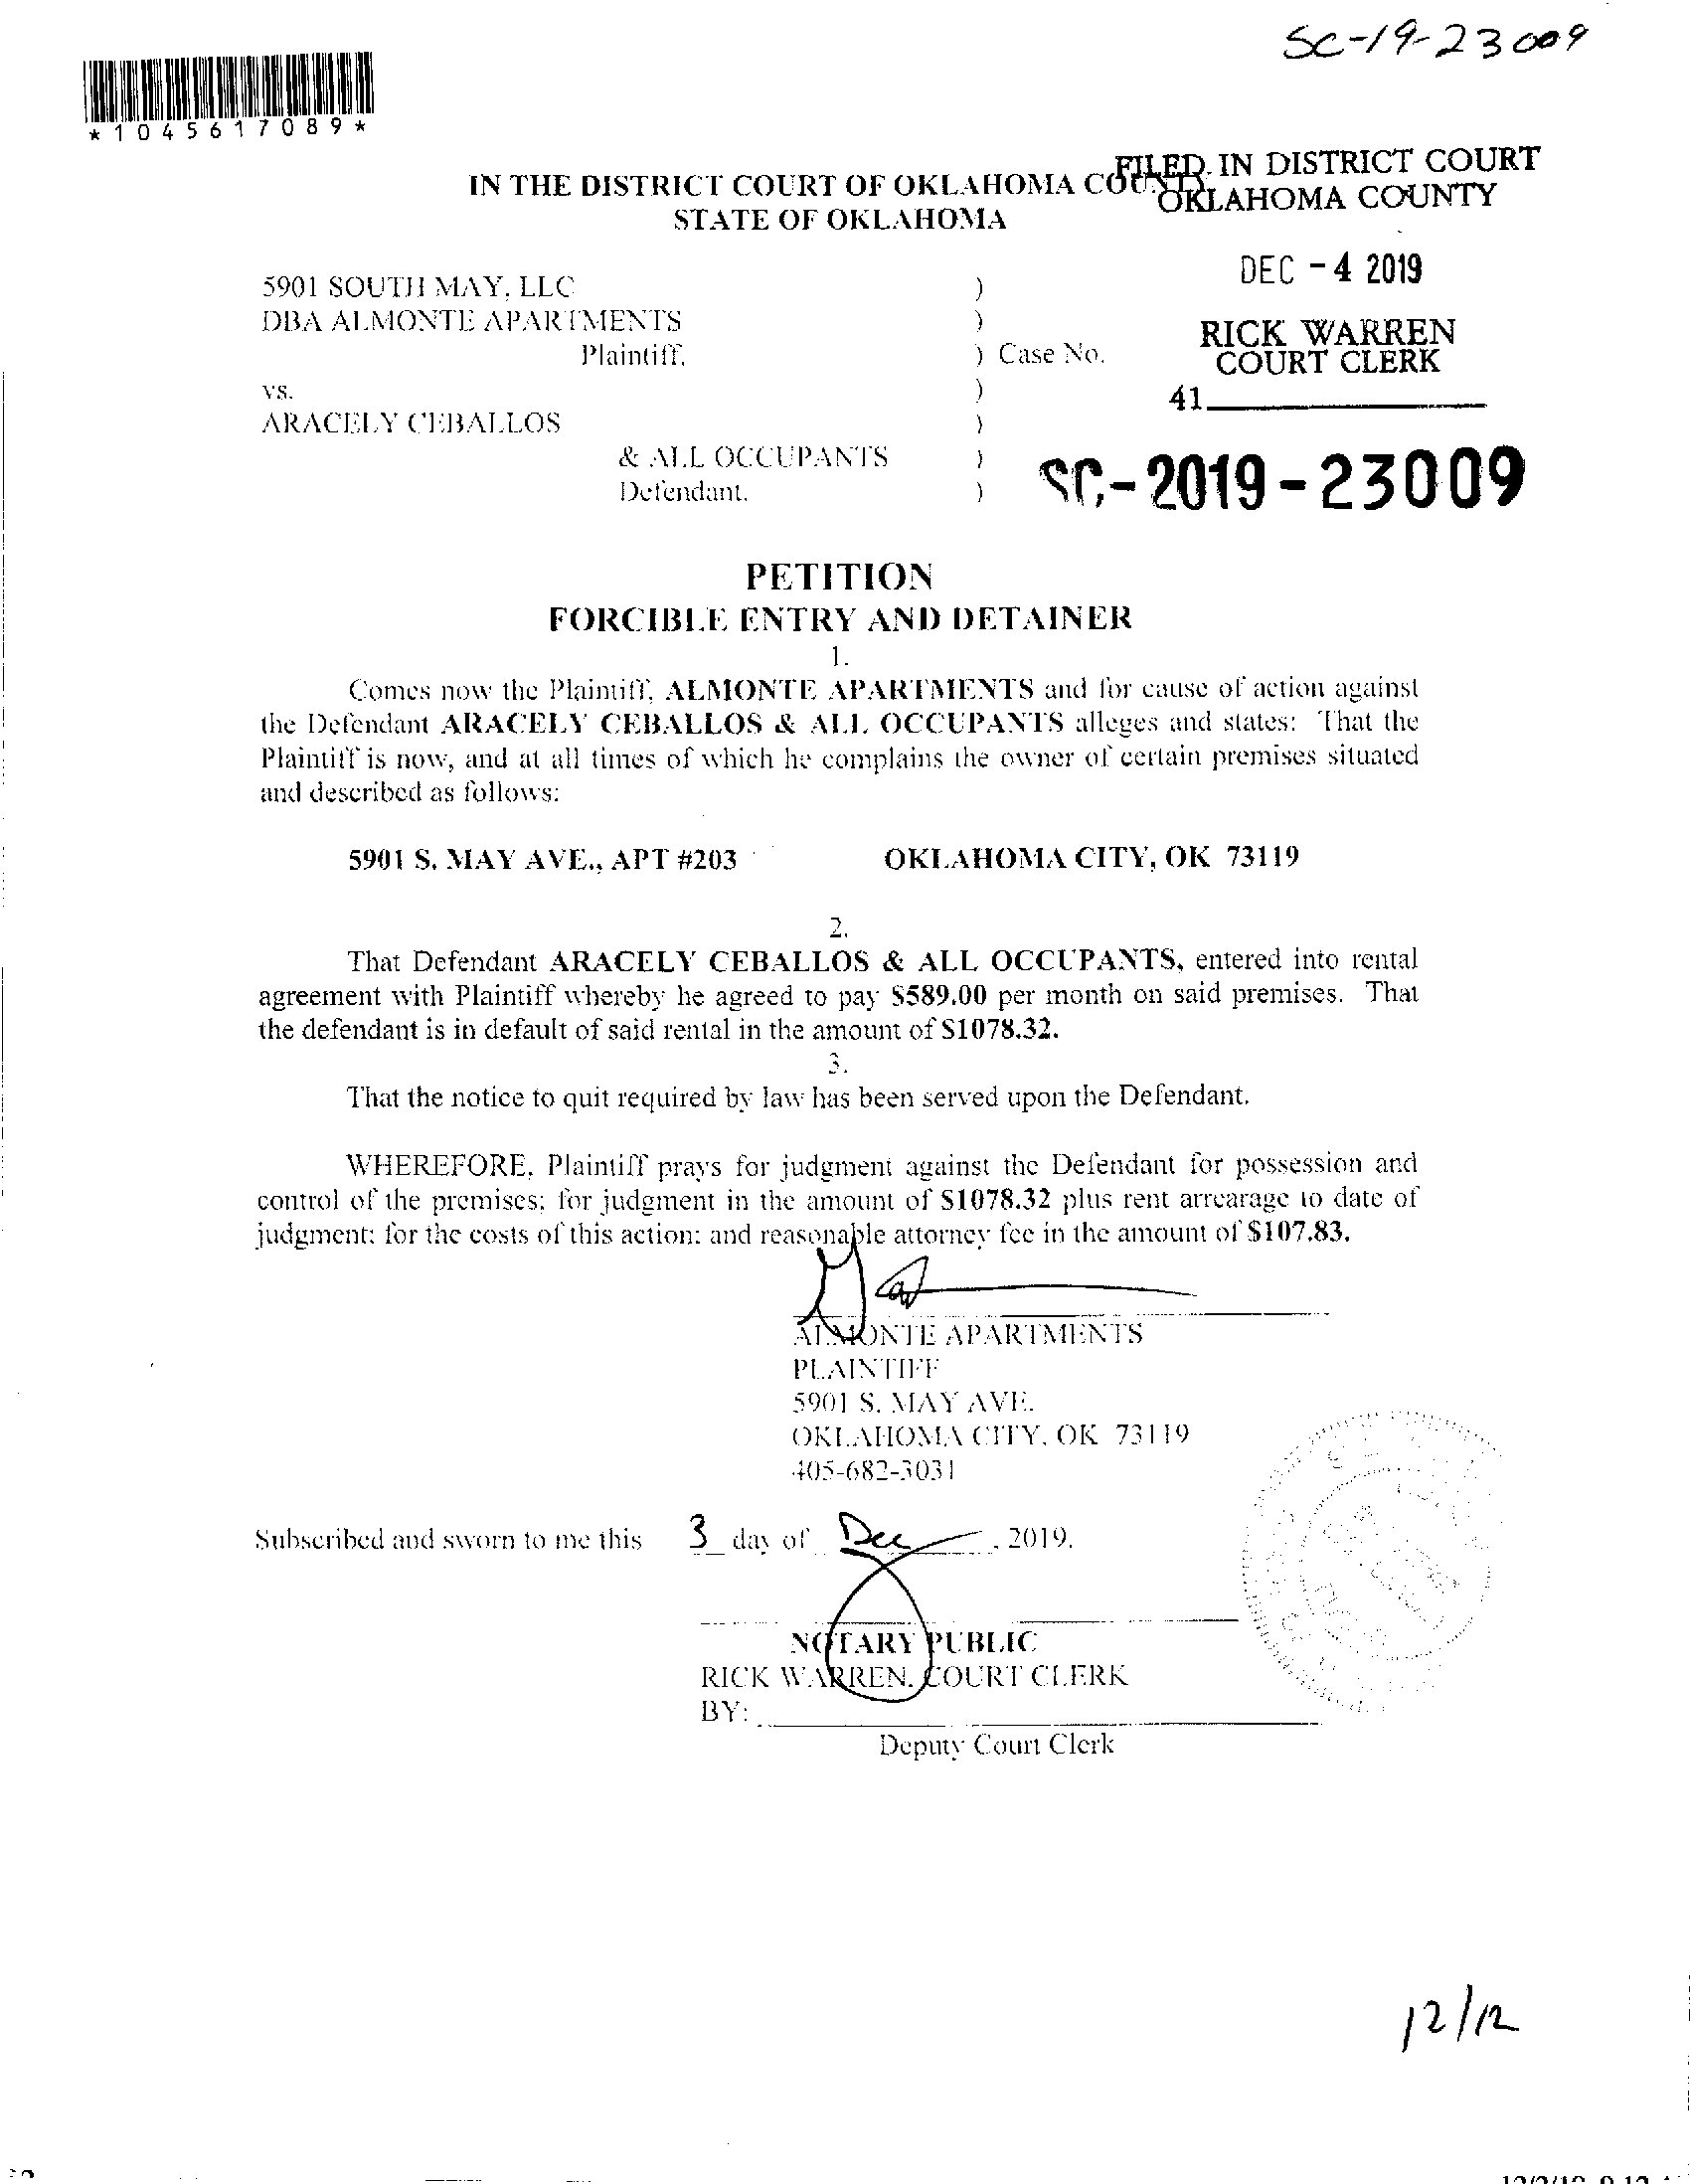 SC-19-23009
*1045617089*
IN THE DISTRICT COURT OF OKLAHOMA COUNTY
STATE OF OKLAHOMA
FILED IN DISTRICT COURT
OKLAHOMA COUNTY
DEC -4 2019
RICK WARREN
COURT CLERK
41
5901 SOUTH MAY, LLC )
DBA ALMONTE APARTMENTS )
Plaintiff, ) Case No.
vs. )
ARACELY CEBALLOS )
& ALL OCCUPANTS )
Defendant. )
SC-2019-23009
PETITION
FORCIBLE ENTRY AND DETAINER
1.
Comes now the Plaintiff, ALMONTE APARTMENTS and for cause of action against
the Defendant ARACELY CEBALLOS & ALL OCCUPANTS alleges and states: That the
Plaintiff is now, and at all times of which he complains the owner of certain premises situated
and described as follows:
5901 S. MAY AVE., APT #203 OKLAHOMA CITY, OK 73119
2.
That Defendant ARACELY CEBALLOS & ALL OCCUPANTS, entered into rental
agreement with Plaintiff whereby he agreed to pay $589.00 per month on said premises. That
the defendant is in default of said rental in the amount of $1078.32.
3.
That the notice to quit required by law has been served upon the Defendant.
WHEREFORE, Plaintiff prays for judgment against the Defendant for possession and
control of the premises; for judgment in the amount of $1078.32 plus rent arrearage to date of
judgment; for the costs of this action; and reasonable attorney fee in the amount of $107.83.
ALMONTE APARTMENTS
PLAINTIFF
5901 S. MAY AVE.
OKLAHOMA CITY, OK 73119
405-682-3031
Subscribed and sworn to me this 3 day of Dec, 2019.
NOTARY PUBLIC
RICK WARREN, COURT CLERK
BY:
Deputy Court Clerk
12/12